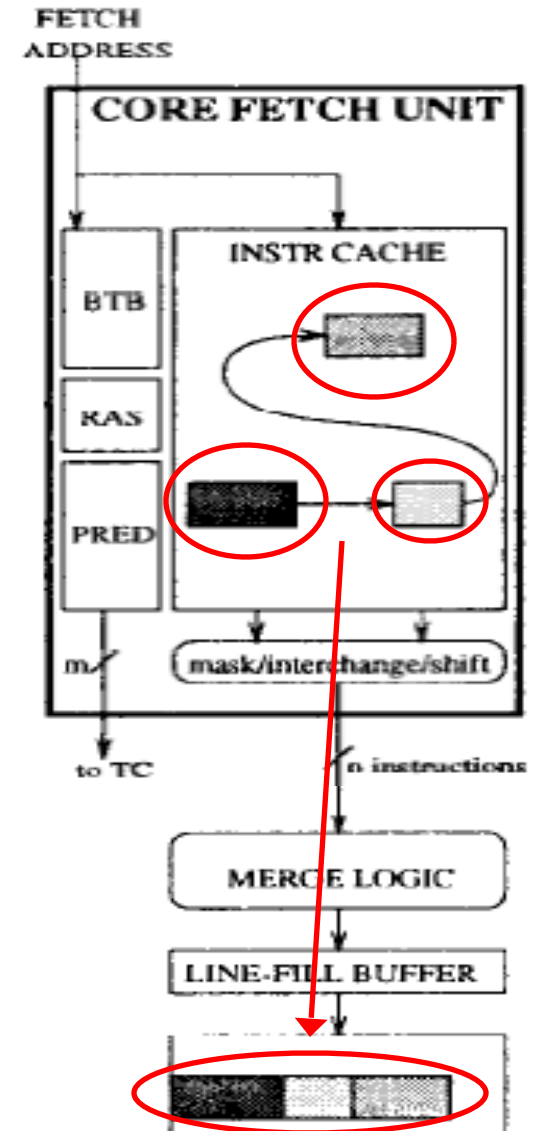 FETCH
ADDRESS
CORE FETCH UNIT
INSTR CACHE
BTB
RAS
PRED
m
mask/interchange/shift
to TC
n instructions
MERGE LOGIC
LINE-FILL BUFFER